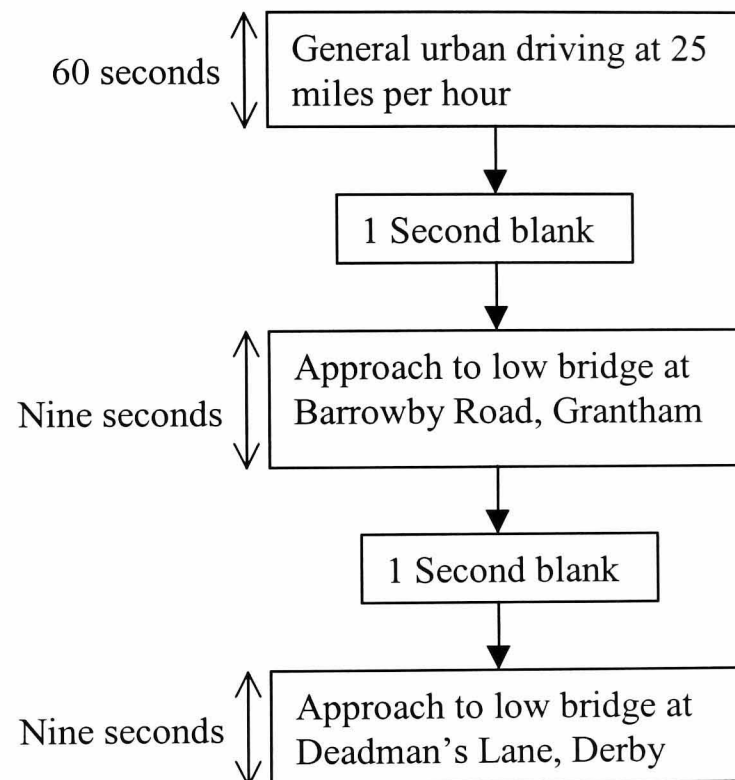 60 seconds
General urban driving at 25
miles per hour
1 Second blank
Nine seconds
Approach to low bridge at
Barrowby Road, Grantham
1 Second blank
Nine seconds
Approach to low bridge at
Deadman's Lane, Derby